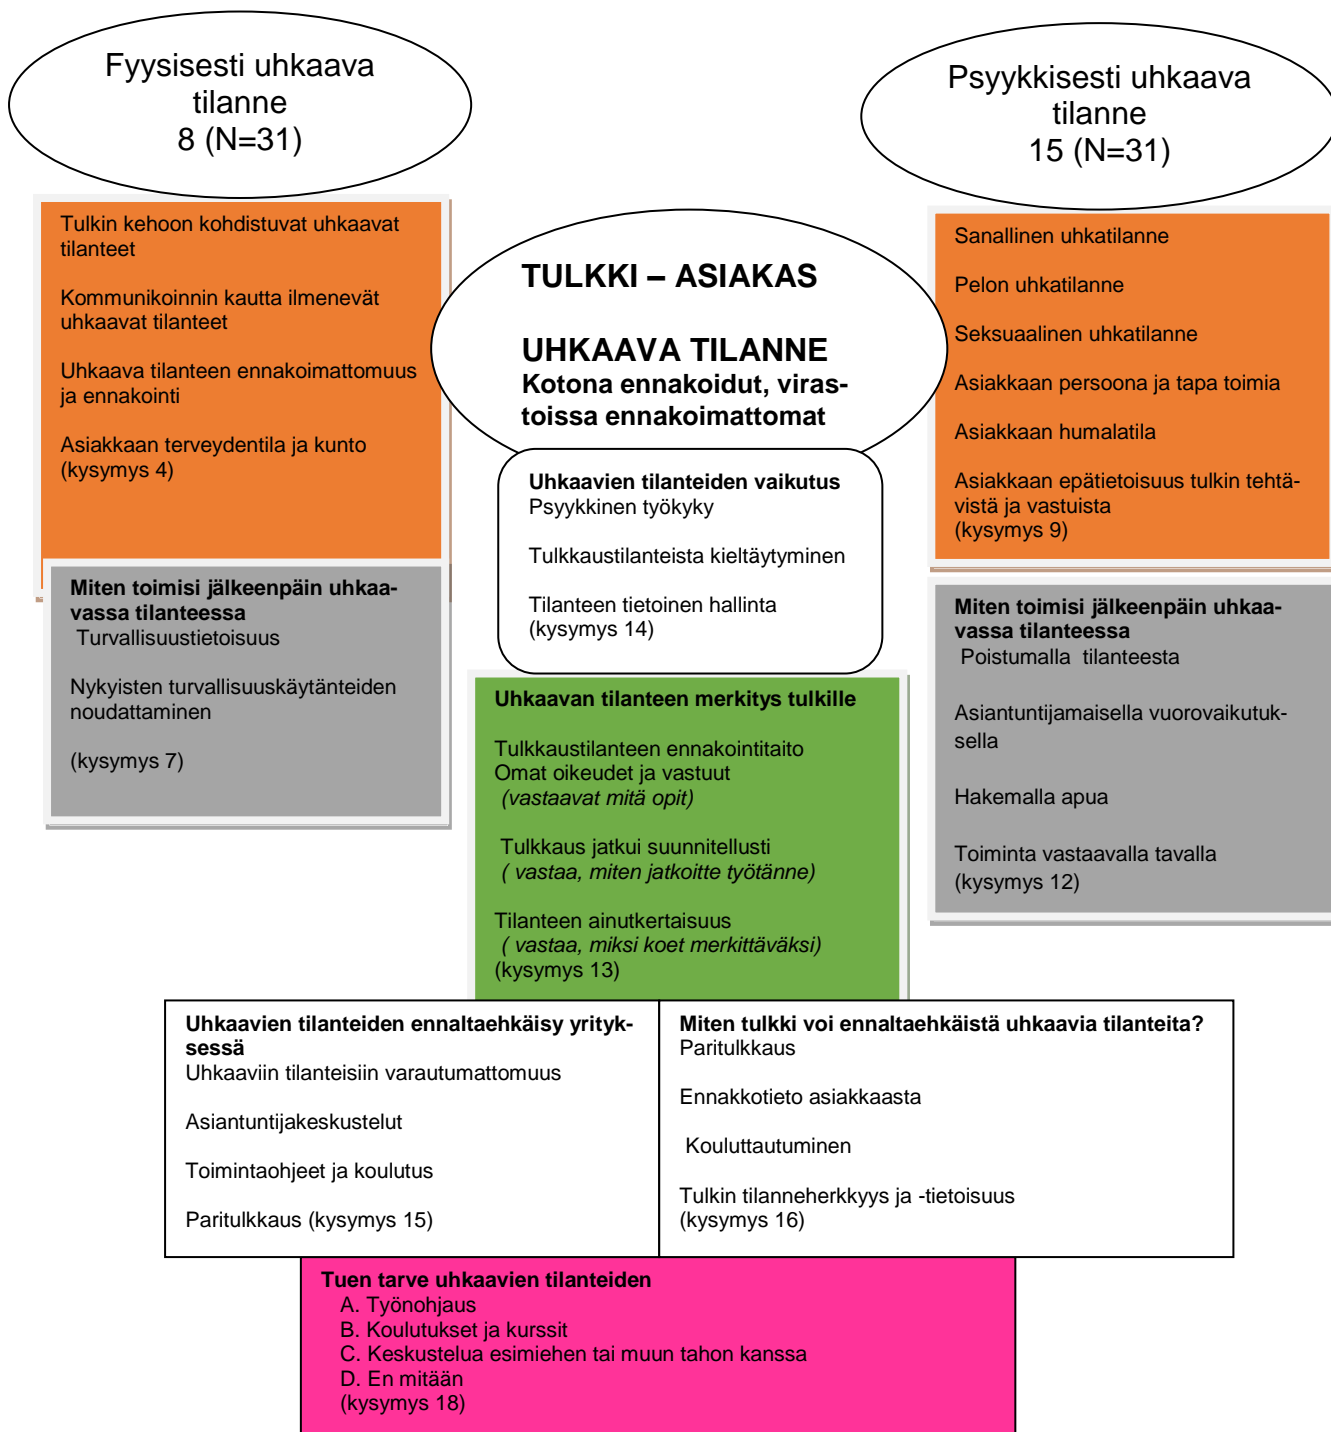 Fyysisesti uhkaava
tilanne
8 (N=31)
Psyykkisesti uhkaava
tilanne
15 (N=31)
Tulkin kehoon kohdistuvat uhkaavat
tilanteet
Kommunikoinnin kautta ilmenevät
uhkaavat tilanteet
Uhkaava tilanteen ennakoimattomuus
ja ennakointi
Asiakkaan terveydentila ja kunto
(kysymys 4)
TULKKI – ASIAKAS
UHKAAVA TILANNE
Kotona ennakoidut, viras-
toissa ennakoimattomat
Sanallinen uhkatilanne
Pelon uhkatilanne
Seksuaalinen uhkatilanne
Asiakkaan persoona ja tapa toimia
Asiakkaan humalatila
Asiakkaan epätietoisuus tulkin tehtä-
vistä ja vastuista
(kysymys 9)
Uhkaavien tilanteiden vaikutus
Psyykkinen työkyky
Tulkkaustilanteista kieltäytyminen
Tilanteen tietoinen hallinta
(kysymys 14)
Miten toimisi jälkeenpäin uhkaa-
vassa tilanteessa
Turvallisuustietoisuus
Nykyisten turvallisuuskäytänteiden
noudattaminen
(kysymys 7)
Miten toimisi jälkeenpäin uhkaa-
vassa tilanteessa
Poistumalla tilanteesta
Asiantuntijamaisella vuorovaikutuk-
sella
Hakemalla apua
Toiminta vastaavalla tavalla
(kysymys 12)
Uhkaavan tilanteen merkitys tulkille
Tulkkaustilanteen ennakointitaito
Omat oikeudet ja vastuut
(vastaavat mitä opit)
Tulkkaus jatkui suunnitellusti
( vastaa, miten jatkoitte työtänne)
Tilanteen ainutkertaisuus
( vastaa, miksi koet merkittäväksi)
(kysymys 13)
Uhkaavien tilanteiden ennaltaehkäisy yrityk-
sessä
Uhkaaviin tilanteisiin varautumattomuus
Asiantuntijakeskustelut
Toimintaohjeet ja koulutus
Paritulkkaus (kysymys 15)
Miten tulkki voi ennaltaehkäistä uhkaavia tilanteita?
Paritulkkaus
Ennakkotieto asiakkaasta
Kouluttautuminen
Tulkin tilanneherkkyys ja -tietoisuus
(kysymys 16)
Tuen tarve uhkaavien tilanteiden
A. Työnohjaus
B. Koulutukset ja kurssit
C. Keskustelua esimiehen tai muun tahon kanssa
D. En mitään
(kysymys 18)